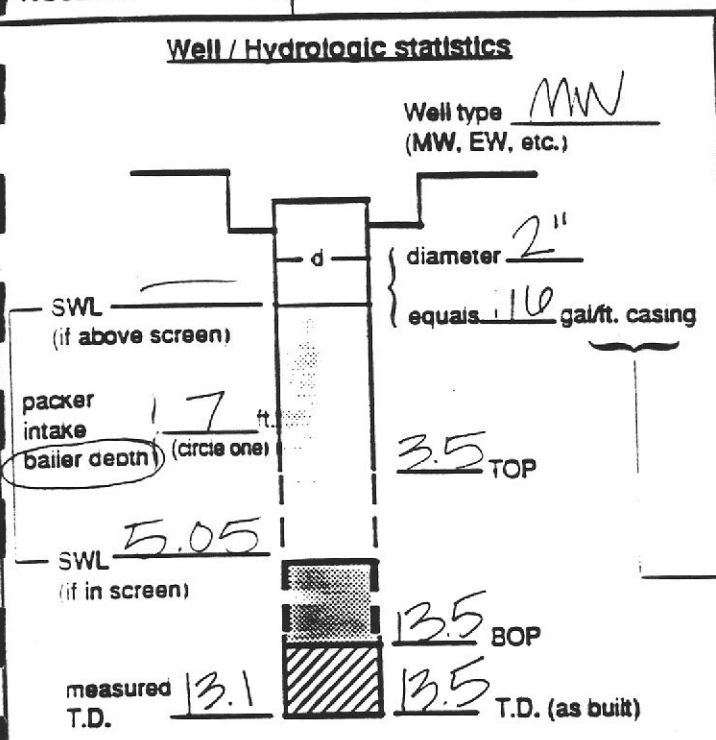 Well / Hydrologic statistics
Well type MW
(MW, EW, etc.)
d
diameter 2"
equals .16 gal/ft. casing
SWL —
(if above screen)
packer
intake
bailer depth
7 ft.
(circle one)
3.5 TOP
SWL 5.05
(if in screen)
13.5 BOP
measured 13.1
T.D.
13.5 T.D. (as built)